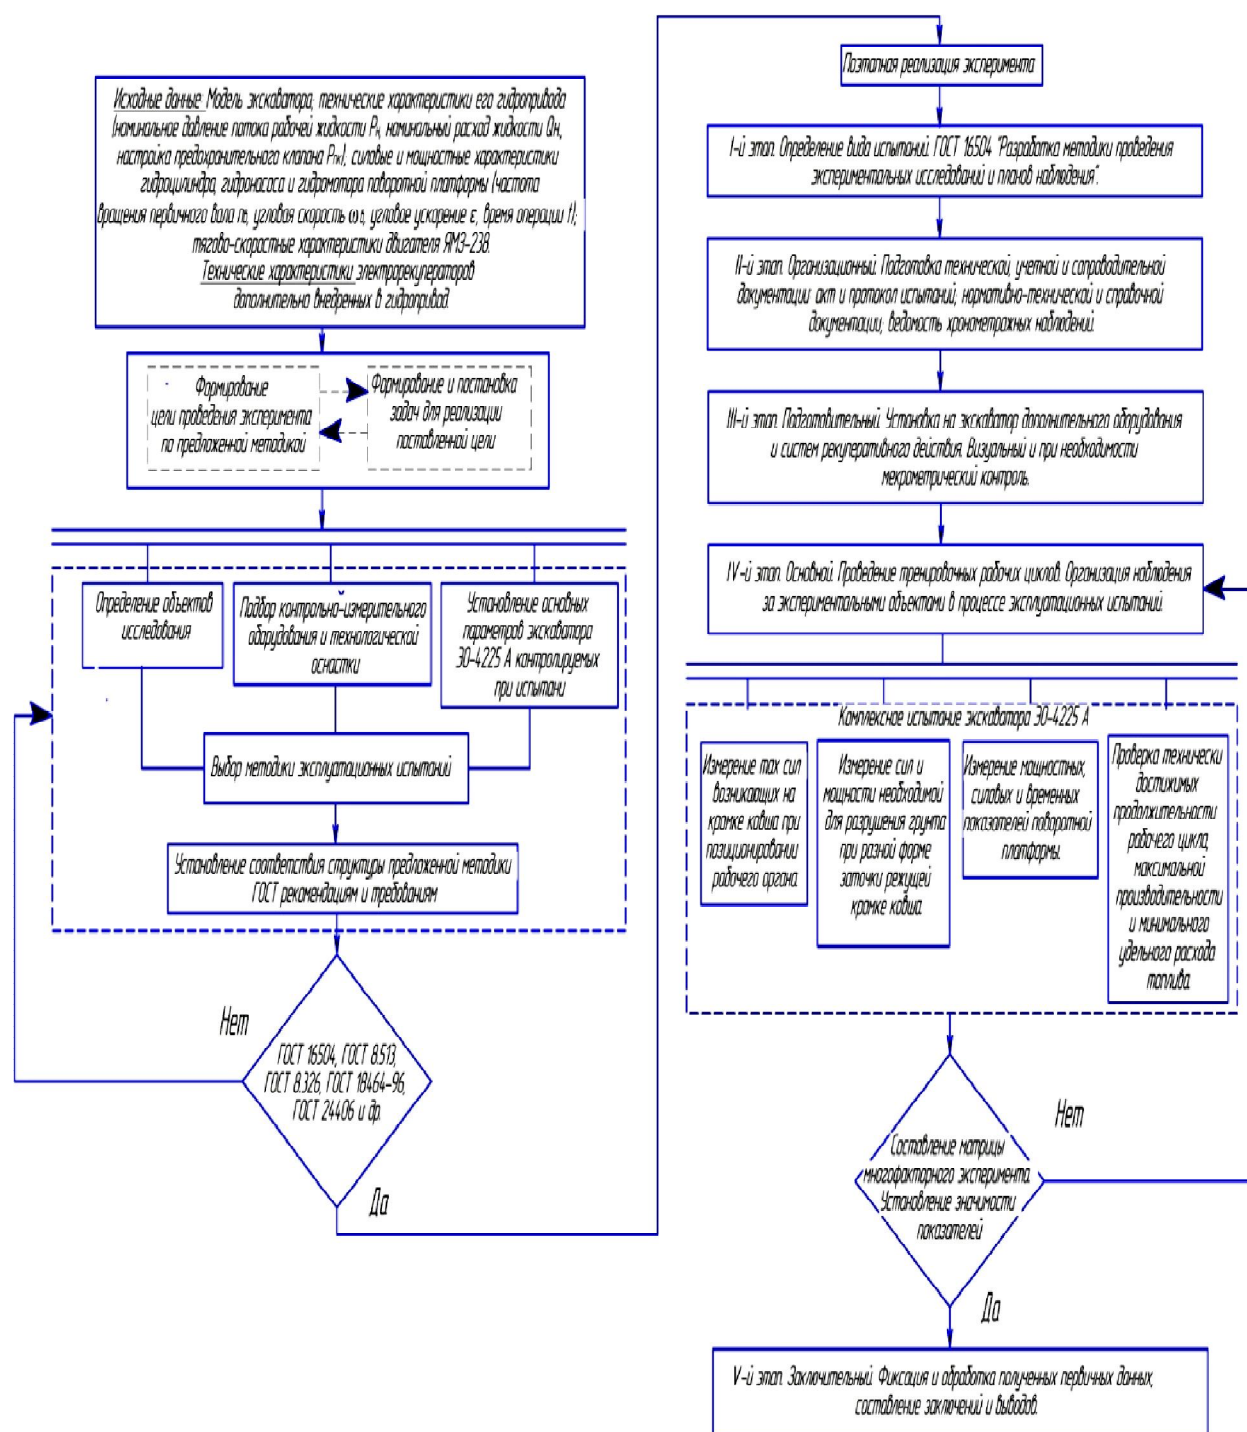 Исходные данные: Модель экскаватора, технические характеристики его гидропривода
(номинальное давление потока рабочей жидкости Pн, номинальный расход жидкости Qн,
настройка предохранительного клапана Pпк), силовые и мощностные характеристики
гидроцилиндра, гидронасоса и гидромотора поворотной платформы (частота
вращения первичного вала n, угловая скорость ω, угловое ускорение ε, время операции t);
тягово-скоростные характеристики двигателя ЯМЗ-238.
Технические характеристики электрорекуператоров
дополнительно внедренных в гидропривод.
Формирование
цели проведения эксперимента
по предложенной методикой
Формирование и постановка
задач для реализации
поставленной цели
Определение объектов
исследования
Подбор контрольно-измерительного
оборудования и технологической
оснастки
Установление основных
параметров экскаватора
ЭО-4225 А контролируемых
при испытани
Выбор методики эксплуатационных испытаний
Установление соответствия структуры предложенной методики
ГОСТ рекомендациям и требованиям
Нет
ГОСТ 16504, ГОСТ 8.513,
ГОСТ 8.326, ГОСТ 18464-96,
ГОСТ 24406 и др.
Да
Поэтапная реализация эксперимента
I-й этап. Определение вида испытаний. ГОСТ 16504 "Разработка методики проведения
экспериментальных исследований и планов наблюдения".
II-й этап. Организационный. Подготовка технической, учетной и сопроводительной
документации: акт и протокол испытаний, нормативно-технической и справочной
документации, ведомость хронометражных наблюдений.
III-й этап. Подготовительный. Установка на экскаватор дополнительного оборудования
и систем рекуперативного действия. Визуальный и при необходимости
мекрометрический контроль.
IV-й этап. Основной. Проведение тренировочных рабочих циклов. Организация наблюдения
за экспериментальными объектами в процессе эксплуатационных испытаний.
Комплексное испытание экскаватора ЭО-4225 А
Измерение max сил
возникающих на
кромке ковша при
позиционировании
рабочего органа.
Измерение сил и
мощности необходимой
для разрушения грунта
при разной форме
заточки режущей
кромке ковша.
Измерение мощностных,
силовых и временных
показателей поворотной
платформы.
Проверка технически
достижимых
продолжительности
рабочего цикла,
максимальной
производительности
и минимального
удельного расхода
топлива.
Нет
Составление матрицы
многофакторного эксперимента.
Установление значимости
показателей
Да
V-й этап. Заключительный. Фиксация и обработка полученных первичных данных,
составление заключений и выводов.